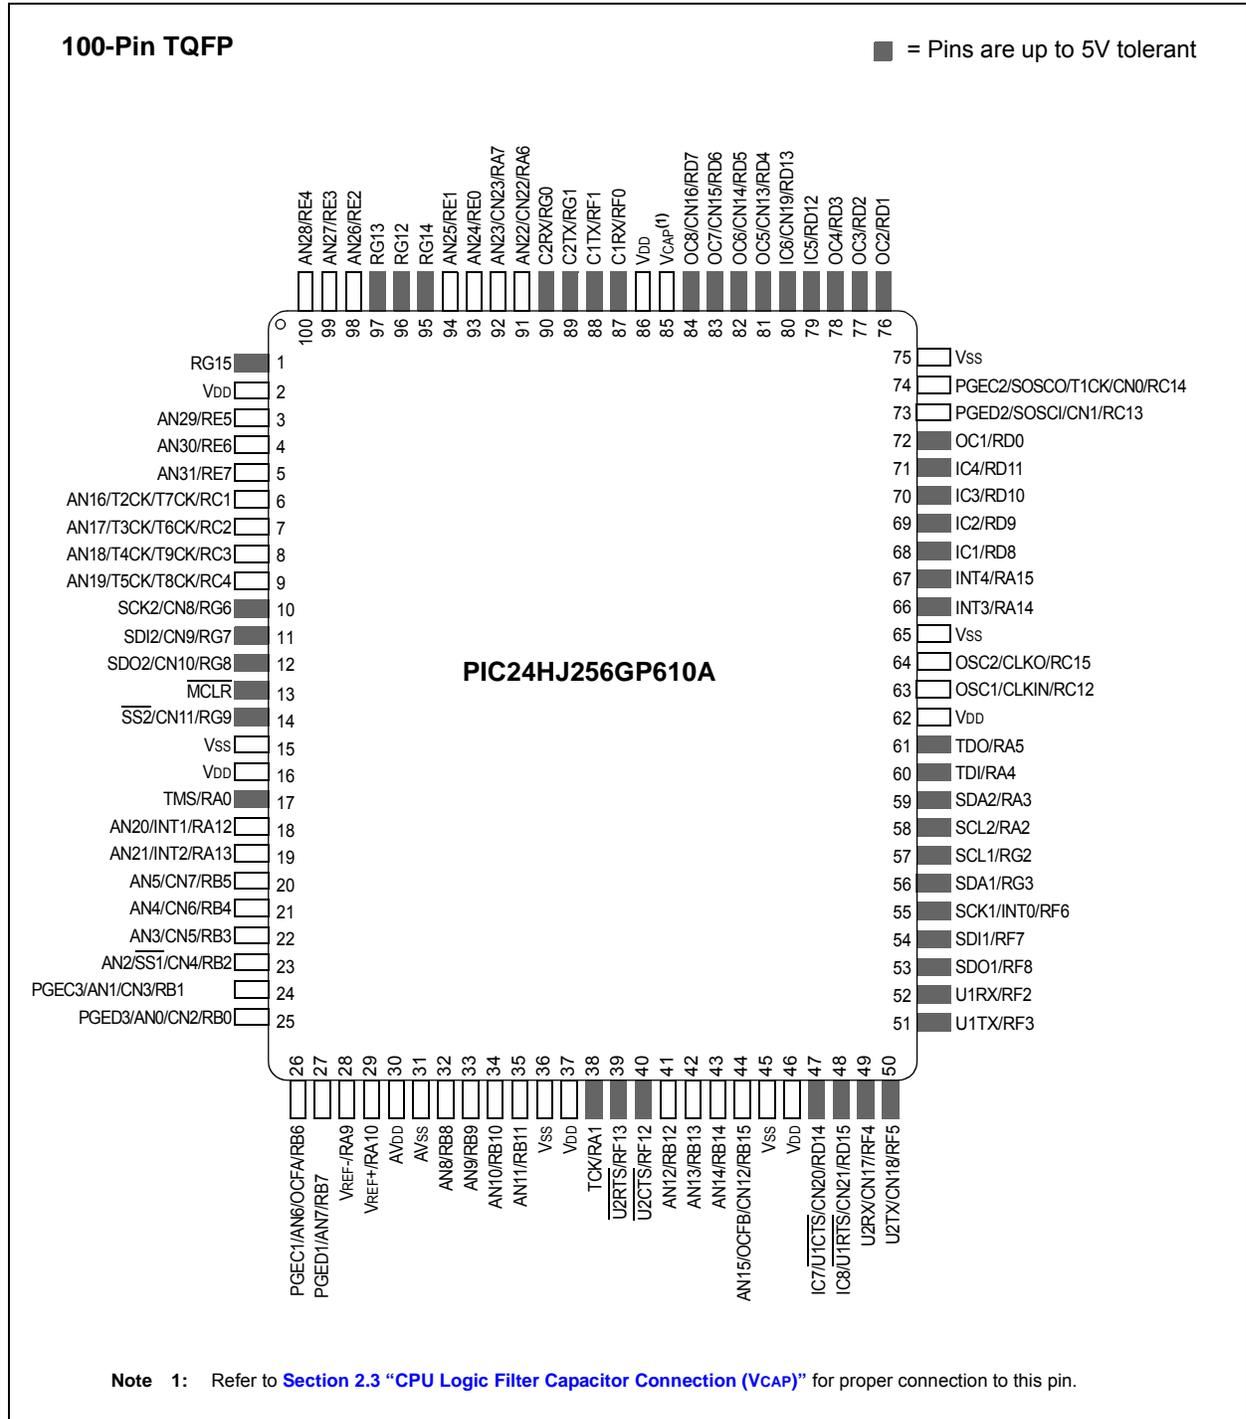 100-Pin TQFP
= Pins are up to 5V tolerant
AN28/RE4
AN27/RE3
AN26/RE2
RG13
RG12
RG14
AN25/RE1
AN24/RE0
AN23/CN23/RA7
AN22/CN22/RA6
C2RX/RG0
C2TX/RG1
C1TX/RF1
C1RX/RF0
VDD
VCAP(1)
OC8/CN16/RD7
OC7/CN15/RD6
OC6/CN14/RD5
OC5/CN13/RD4
IC6/CN19/RD13
IC5/RD12
OC4/RD3
OC3/RD2
OC2/RD1
100
99
98
97
96
95
94
93
92
91
90
89
88
87
86
85
84
83
82
81
80
79
78
77
76
RG15 1
VDD 2
AN29/RE5 3
AN30/RE6 4
AN31/RE7 5
AN16/T2CK/T7CK/RC1 6
AN17/T3CK/T6CK/RC2 7
AN18/T4CK/T9CK/RC3 8
AN19/T5CK/T8CK/RC4 9
SCK2/CN8/RG6 10
SDI2/CN9/RG7 11
SDO2/CN10/RG8 12
MCLR 13
SS2/CN11/RG9 14
VSS 15
VDD 16
TMS/RA0 17
AN20/INT1/RA12 18
AN21/INT2/RA13 19
AN5/CN7/RB5 20
AN4/CN6/RB4 21
AN3/CN5/RB3 22
AN2/SS1/CN4/RB2 23
PGEC3/AN1/CN3/RB1 24
PGED3/AN0/CN2/RB0 25
PIC24HJ256GP610A
75 VSS
74 PGEC2/SOSCO/T1CK/CN0/RC14
73 PGED2/SOSCI/CN1/RC13
72 OC1/RD0
71 IC4/RD11
70 IC3/RD10
69 IC2/RD9
68 IC1/RD8
67 INT4/RA15
66 INT3/RA14
65 VSS
64 OSC2/CLKO/RC15
63 OSC1/CLKIN/RC12
62 VDD
61 TDO/RA5
60 TDI/RA4
59 SDA2/RA3
58 SCL2/RA2
57 SCL1/RG2
56 SDA1/RG3
55 SCK1/INT0/RF6
54 SDI1/RF7
53 SDO1/RF8
52 U1RX/RF2
51 U1TX/RF3
26
27
28
29
30
31
32
33
34
35
36
37
38
39
40
41
42
43
44
45
46
47
48
49
50
PGEC1/AN6/OCFA/RB6
PGED1/AN7/RB7
VREF-/RA9
VREF+/RA10
AVDD
AVSS
AN8/RB8
AN9/RB9
AN10/RB10
AN11/RB11
VSS
VDD
TCK/RA1
U2RTS/RF13
U2CTS/RF12
AN12/RB12
AN13/RB13
AN14/RB14
AN15/OCFB/CN12/RB15
VSS
VDD
IC7/U1CTS/CN20/RD14
IC8/U1RTS/CN21/RD15
U2RX/CN17/RF4
U2TX/CN18/RF5
Note 1: Refer to Section 2.3 “CPU Logic Filter Capacitor Connection (VCAP)” for proper connection to this pin.